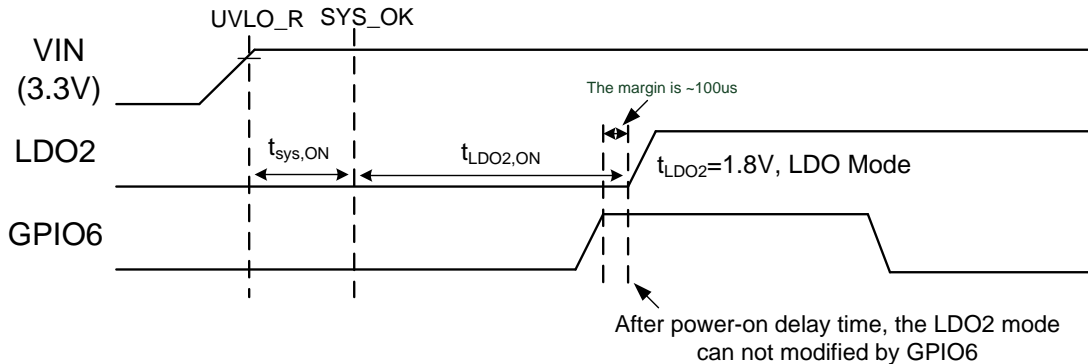 UVLO_R SYS_OK
VIN
(3.3V)
The margin is ~100us
LDO2
tsys,ON
tLDO2,ON
tLDO2=1.8V, LDO Mode
GPIO6
After power-on delay time, the LDO2 mode
can not modified by GPIO6